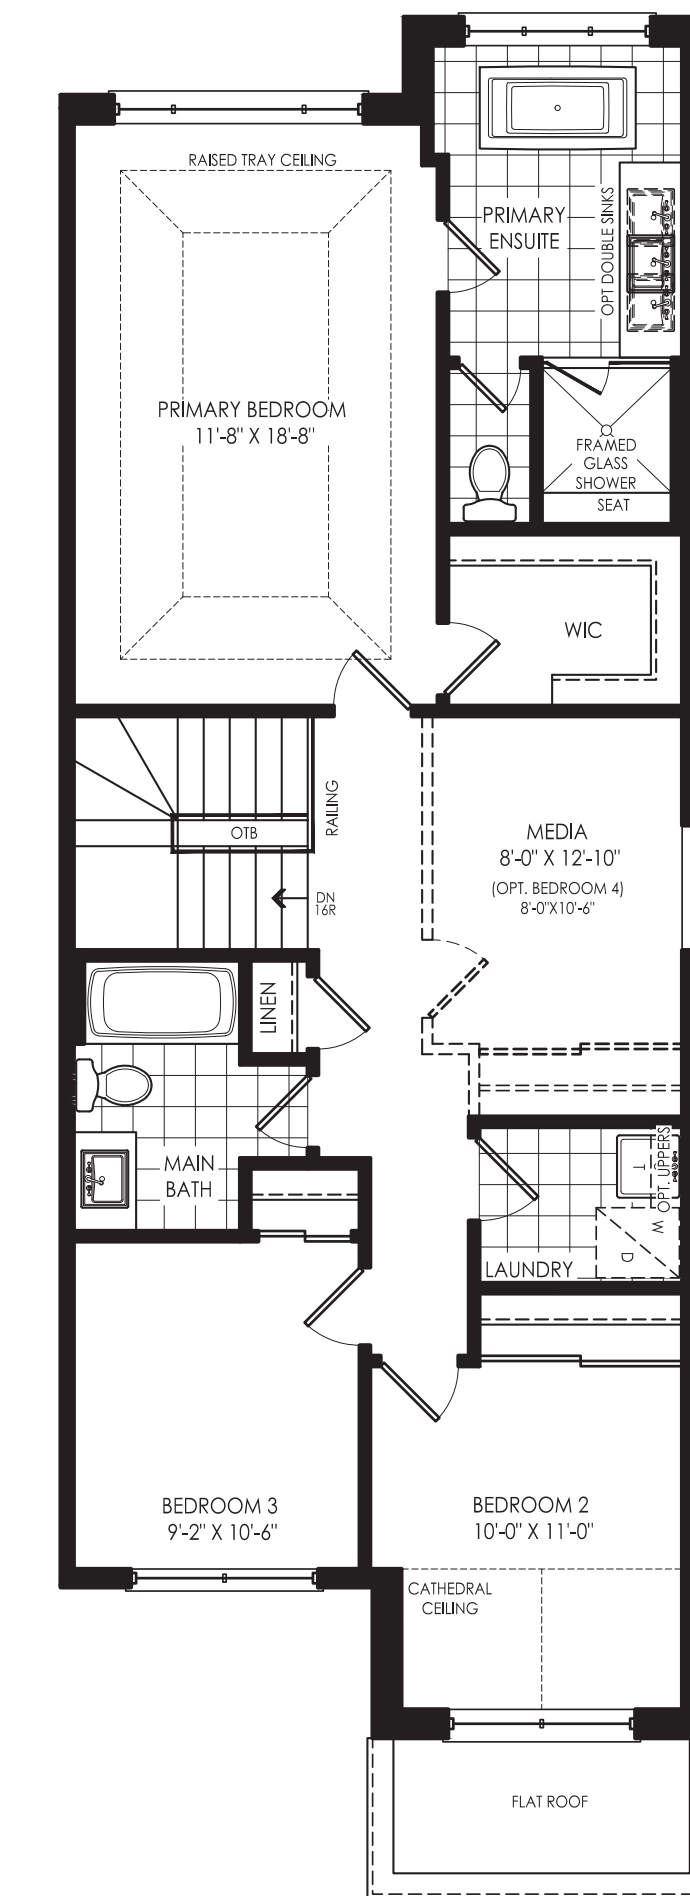 RAISED TRAY CEILING
PRIMARY
ENSUITE
OPT DOUBLE SINKS
PRIMARY BEDROOM
11'-8" X 18'-8"
FRAMED
GLASS
SHOWER
SEAT
WIC
RAILING
OTB
DN
16R
MEDIA
8'-0" X 12'-10"
(OPT. BEDROOM 4)
8'-0"X10'-6"
LINEN
MAIN
BATH
OPT. UPPERS
T
W
D
LAUNDRY
BEDROOM 3
9'-2" X 10'-6"
BEDROOM 2
10'-0" X 11'-0"
CATHEDRAL
CEILING
FLAT ROOF